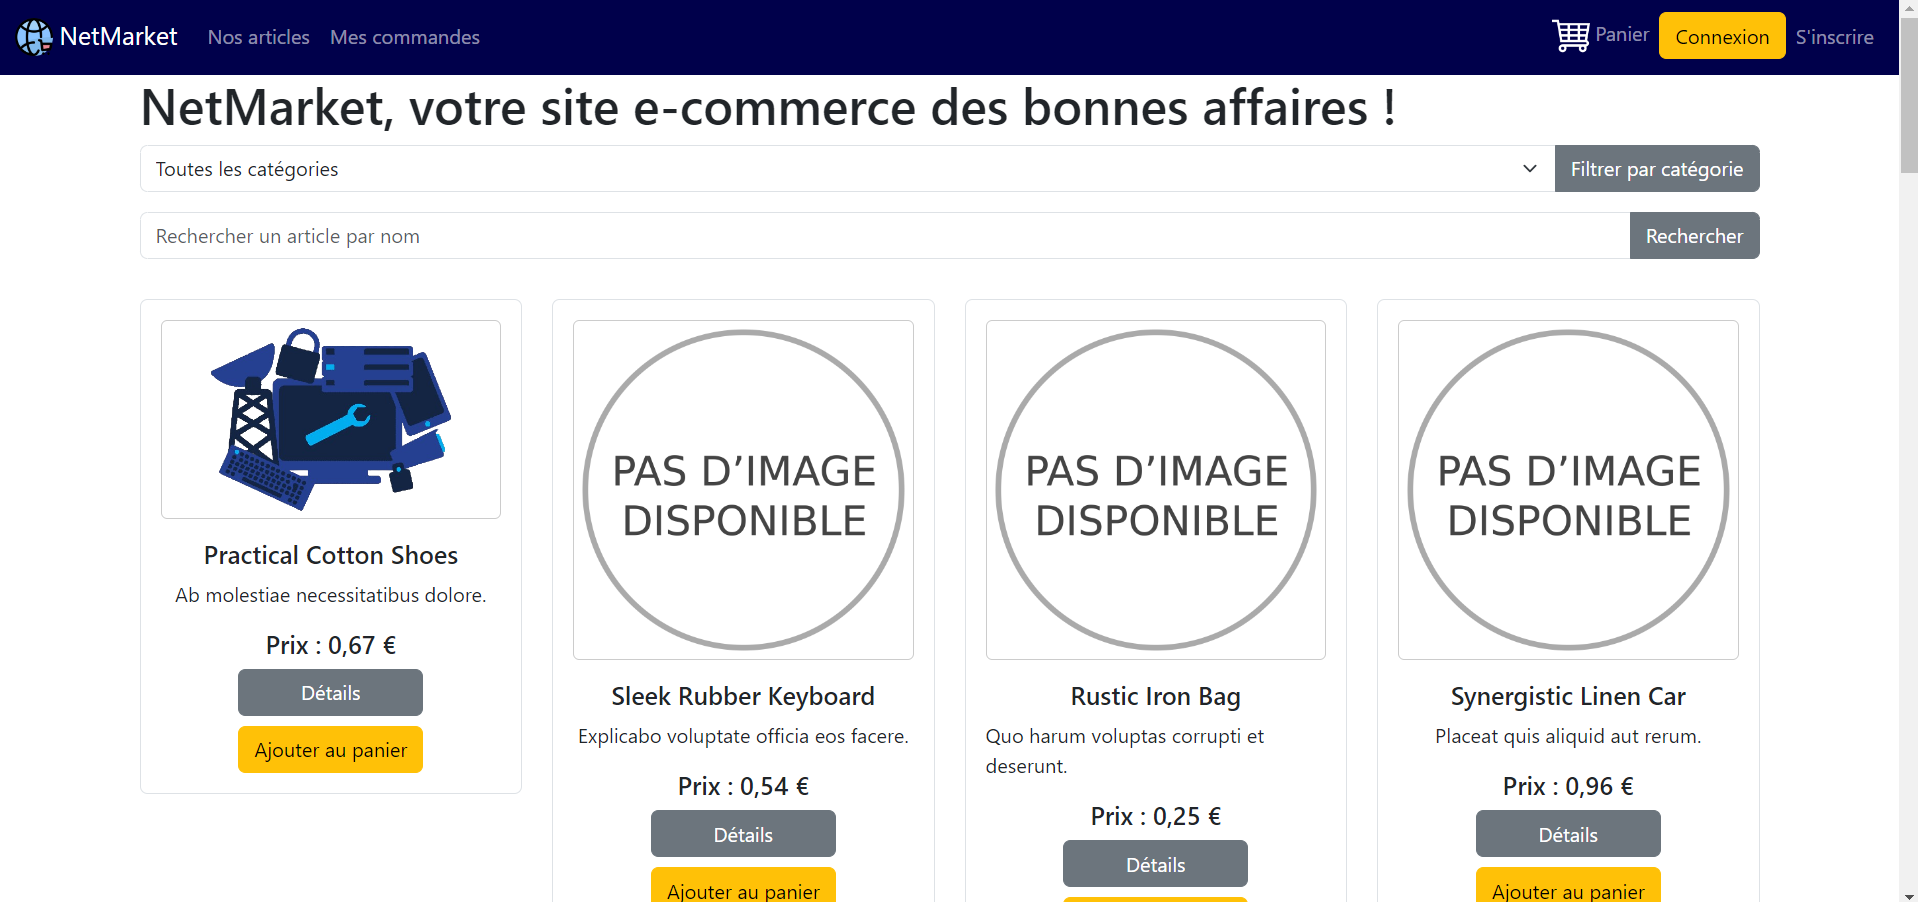 NetMarket
Nos articles
Mes commandes
Panier
Connexion
S'inscrire
NetMarket, votre site e-commerce des bonnes affaires !
Toutes les catégories
Filtrer par catégorie
Rechercher un article par nom
Rechercher
Practical Cotton Shoes
Ab molestiae necessitatibus dolore.
Prix : 0,67 €
Détails
Ajouter au panier
PAS D’IMAGE
DISPONIBLE
Sleek Rubber Keyboard
Explicabo voluptate officia eos facere.
Prix : 0,54 €
Détails
Ajouter au panier
PAS D’IMAGE
DISPONIBLE
Rustic Iron Bag
Quo harum voluptas corrupti et
deserunt.
Prix : 0,25 €
Détails
PAS D’IMAGE
DISPONIBLE
Synergistic Linen Car
Placeat quis aliquid aut rerum.
Prix : 0,96 €
Détails
Ajouter au panier